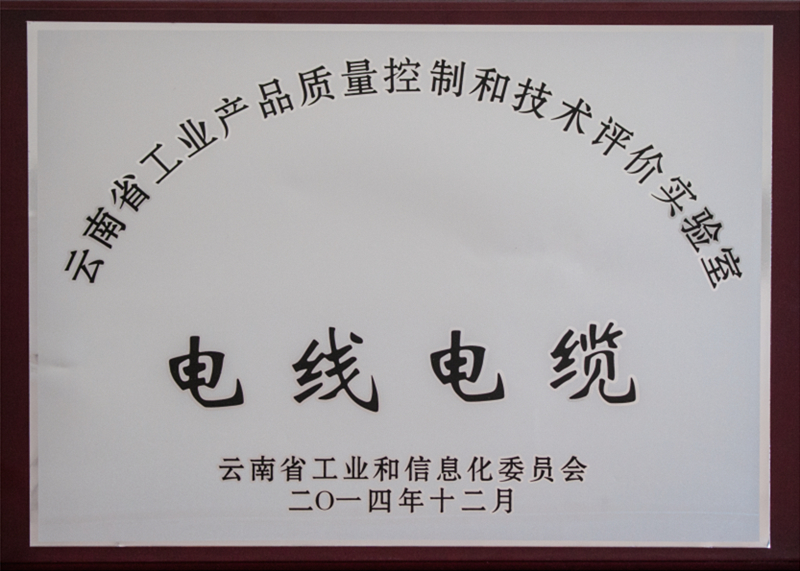 云南省工业产品质量控制和技术评价实验室
电线电缆
云南省工业和信息化委员会
二〇一四年十二月